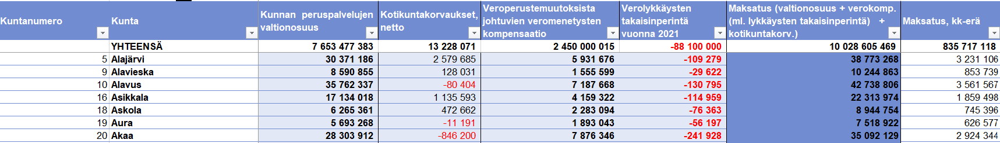 Kuntanumero Kunta Kunnan peruspalvelujen valtionosuus Kotikuntakorvaukset, netto Veroperustemuutoksista johtuvien veromenetysten kompensaatio Verolykkäysten takaisinperintä vuonna 2021 Maksatus (valtionosuus + verokomp. (ml. lykkäysten takaisinperintä) + kotikuntakorv.) Maksatus, kk-erä
YHTEENSÄ 7 653 477 383 13 228 071 2 450 000 015 -88 100 000 10 028 605 469 835 717 118
5 Alajärvi 30 371 186 2 579 685 5 931 676 -109 279 38 773 268 3 231 106
9 Alavieska 8 590 855 128 031 1 555 599 -29 622 10 244 863 853 739
10 Alavus 35 762 337 -80 404 7 187 668 -130 795 42 738 806 3 561 567
16 Asikkala 17 134 018 1 135 593 4 159 322 -114 959 22 313 974 1 859 498
18 Askola 6 265 361 472 662 2 283 094 -76 363 8 944 754 745 396
19 Aura 5 693 268 -11 191 1 893 043 -56 197 7 518 922 626 577
20 Akaa 28 303 912 -846 200 7 876 346 -241 928 35 092 129 2 924 344